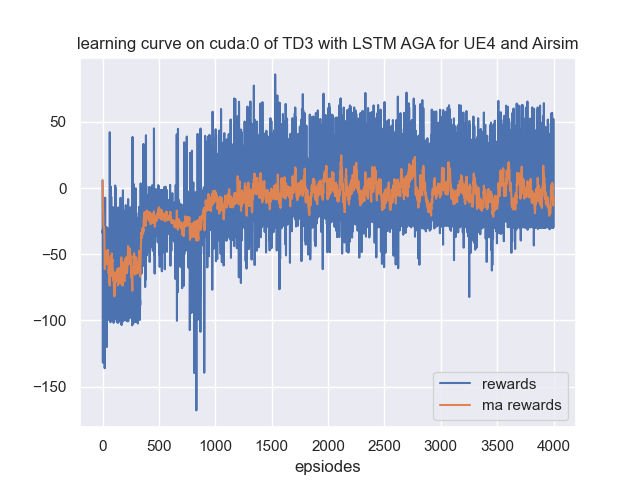 learning curve on cuda:0 of TD3 with LSTM AGA for UE4 and Airsim
50
0
−50
−100
−150
rewards
ma rewards
0 500 1000 1500 2000 2500 3000 3500 4000
epsiodes